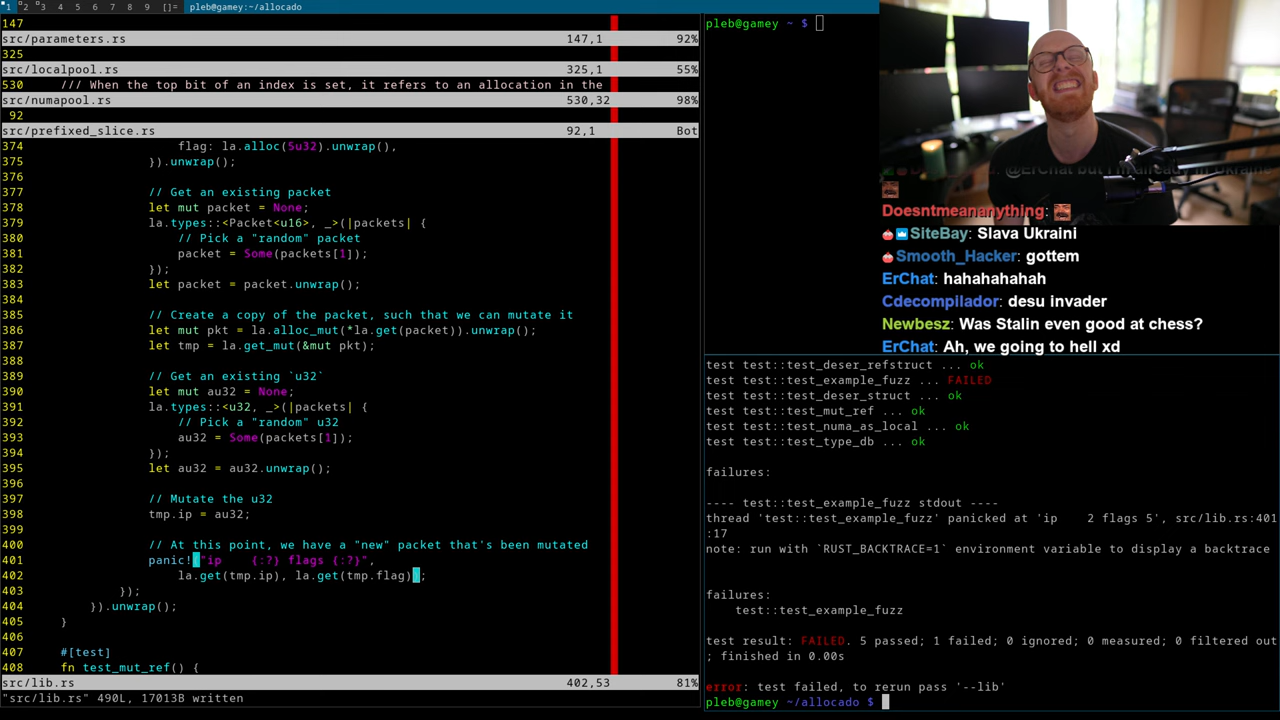 1 2 3 4 5 6 7 8 9 []= pleb@gamey:~/allocado
147
src/parameters.rs 147,1 92%
325
src/localpool.rs 325,1 55%
530 /// When the top bit of an index is set, it refers to an allocation in the
src/numapool.rs 530,32 98%
92
src/prefixed_slice.rs 92,1 Bot
374 flag: la.alloc(5u32).unwrap(),
375 }).unwrap();
376
377 // Get an existing packet
378 let mut packet = None;
379 la.types::<Packet<u16>, _>(|packets| {
380 // Pick a "random" packet
381 packet = Some(packets[1]);
382 });
383 let packet = packet.unwrap();
384
385 // Create a copy of the packet, such that we can mutate it
386 let mut pkt = la.alloc_mut(*la.get(packet)).unwrap();
387 let tmp = la.get_mut(&mut pkt);
388
389 // Get an existing `u32`
390 let mut au32 = None;
391 la.types::<u32, _>(|packets| {
392 // Pick a "random" u32
393 au32 = Some(packets[1]);
394 });
395 let au32 = au32.unwrap();
396
397 // Mutate the u32
398 tmp.ip = au32;
399
400 // At this point, we have a "new" packet that's been mutated
401 panic!("ip    {:?} flags {:?}",
402 la.get(tmp.ip), la.get(tmp.flag));
403 });
404 }).unwrap();
405 }
406
407 #[test]
408 fn test_mut_ref() {
src/lib.rs 402,53 81%
"src/lib.rs" 490L, 17013B written
pleb@gamey ~ $
@ErChat but I'm already in Ukraine
Doesntmeananything:
SiteBay: Slava Ukraini
Smooth_Hacker: gottem
ErChat: hahahahahah
Cdecompilador: desu invader
Newbesz: Was Stalin even good at chess?
ErChat: Ah, we going to hell xd
test test::test_deser_refstruct ... ok
test test::test_example_fuzz ... FAILED
test test::test_deser_struct ... ok
test test::test_mut_ref ... ok
test test::test_numa_as_local ... ok
test test::test_type_db ... ok
failures:
---- test::test_example_fuzz stdout ----
thread 'test::test_example_fuzz' panicked at 'ip    2 flags 5', src/lib.rs:401
:17
note: run with `RUST_BACKTRACE=1` environment variable to display a backtrace
failures:
test::test_example_fuzz
test result: FAILED. 5 passed; 1 failed; 0 ignored; 0 measured; 0 filtered out
; finished in 0.00s
error: test failed, to rerun pass '--lib'
pleb@gamey ~/allocado $